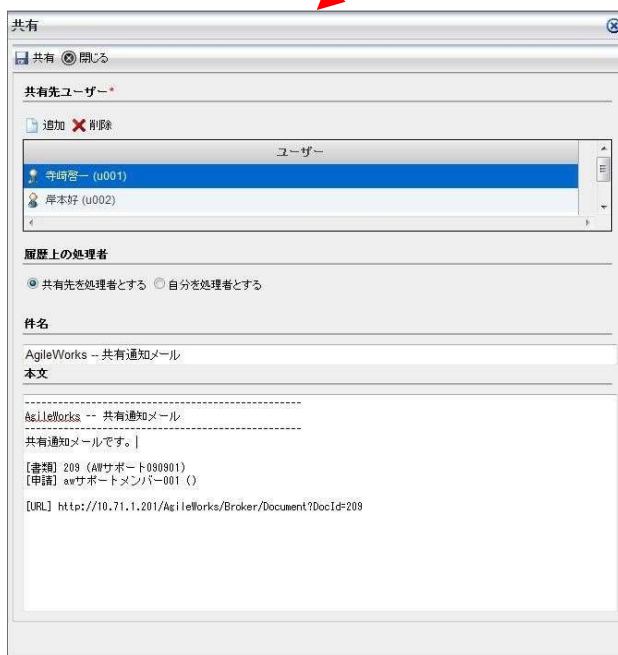 共有
共有 閉じる
共有先ユーザー*
追加 削除
ユーザー
寺崎啓一 (u001)
岸本好 (u002)
履歴上の処理者
共有先を処理者とする 自分を処理者とする
件名
AgileWorks -- 共有通知メール
本文
--------------------------------------------------
AgileWorks -- 共有通知メール
--------------------------------------------------
共有通知メールです。
[書類] 209 (AWサポート090901)
[申請] awサポートメンバー001 ()
[URL] http://10.71.1.201/AgileWorks/Broker/Document?DocId=209